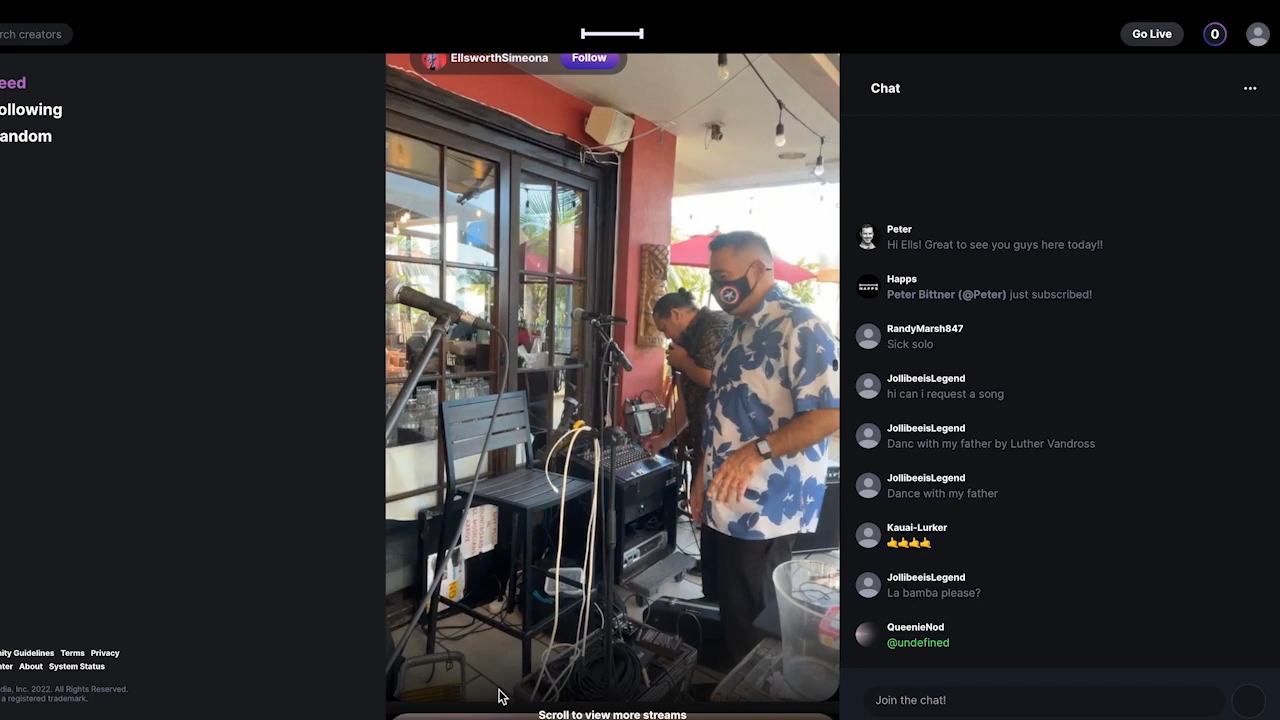 rch creators
Go Live
0
eed
ollowing
andom
EllsworthSimeona
Follow
Chat
Peter
Hi Ells! Great to see you guys here today!!
Happs
Peter Bittner (@Peter) just subscribed!
RandyMarsh847
Sick solo
JollibeeisLegend
hi can i request a song
JollibeeisLegend
Danc with my father by Luther Vandross
JollibeeisLegend
Dance with my father
Kauai-Lurker
🤙🤙🤙🤙
JollibeeisLegend
La bamba please?
QueenieNod
@undefined
Join the chat!
nity Guidelines Terms Privacy
nter About System Status
dia, Inc. 2022. All Rights Reserved.
a registered trademark.
Scroll to view more streams